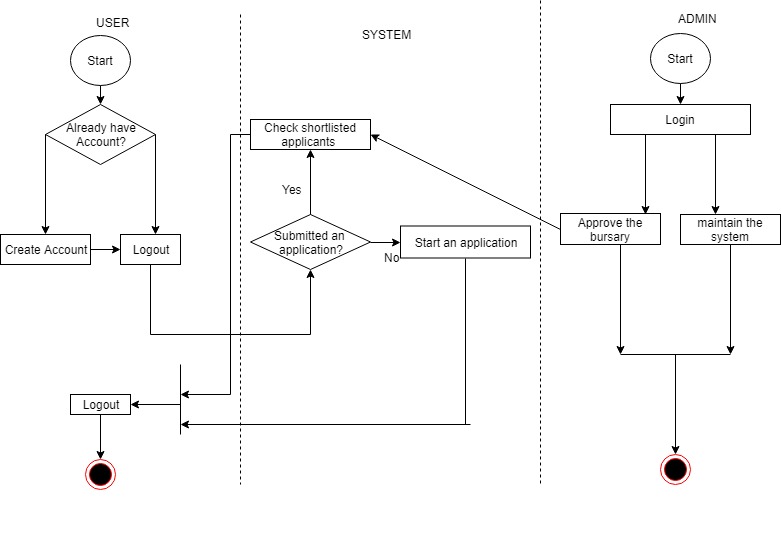 USER
SYSTEM
ADMIN
Start
Start
Already have
Account?
Check shortlisted
applicants
Login
Yes
Create Account
Logout
Submitted an
application?
No
Start an application
Approve the
bursary
maintain the
system
Logout